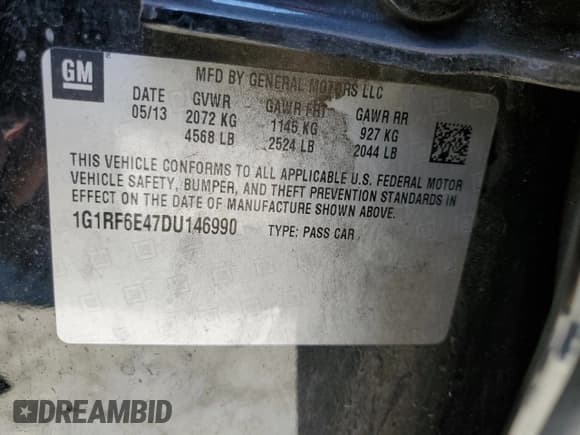 GM
MFD BY GENERAL MOTORS LLC
DATE GVWR GAWR FRT GAWR RR
05/13 2072 KG 1145 KG 927 KG
4568 LB 2524 LB 2044 LB
THIS VEHICLE CONFORMS TO ALL APPLICABLE U.S. FEDERAL MOTOR
VEHICLE SAFETY, BUMPER, AND THEFT PREVENTION STANDARDS IN
EFFECT ON THE DATE OF MANUFACTURE SHOWN ABOVE.
1G1RF6E47DU146990 TYPE: PASS CAR
DREAMBID